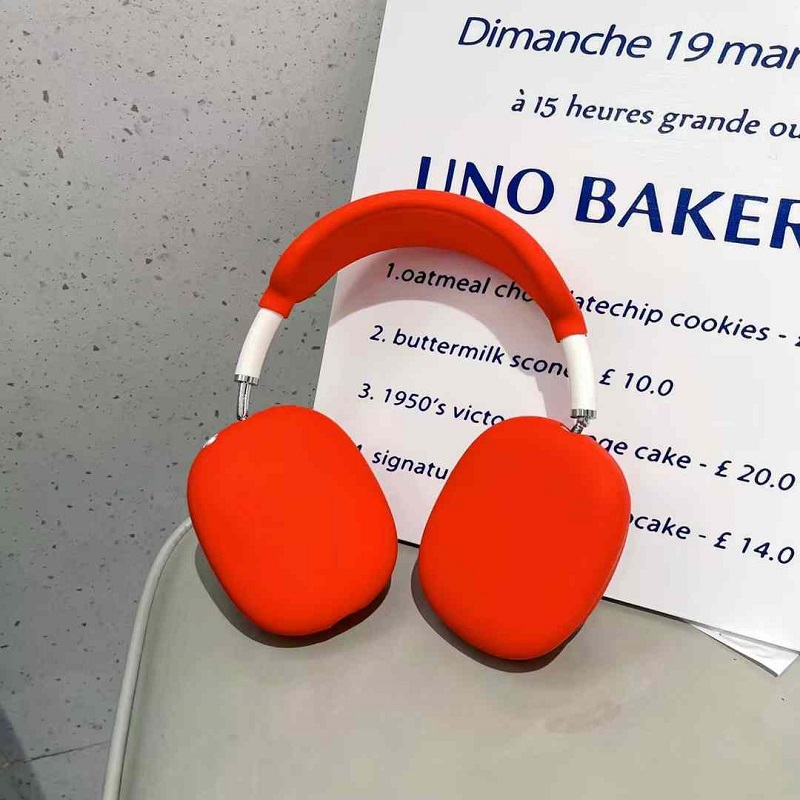 Dimanche 19 mar
à 15 heures grande ou
UNO BAKER
1.oatmeal cho atechip cookies - £
2. buttermilk scon £ 10.0
3. 1950's victo ge cake - £ 20.0
4. signatu cake - £ 14.0